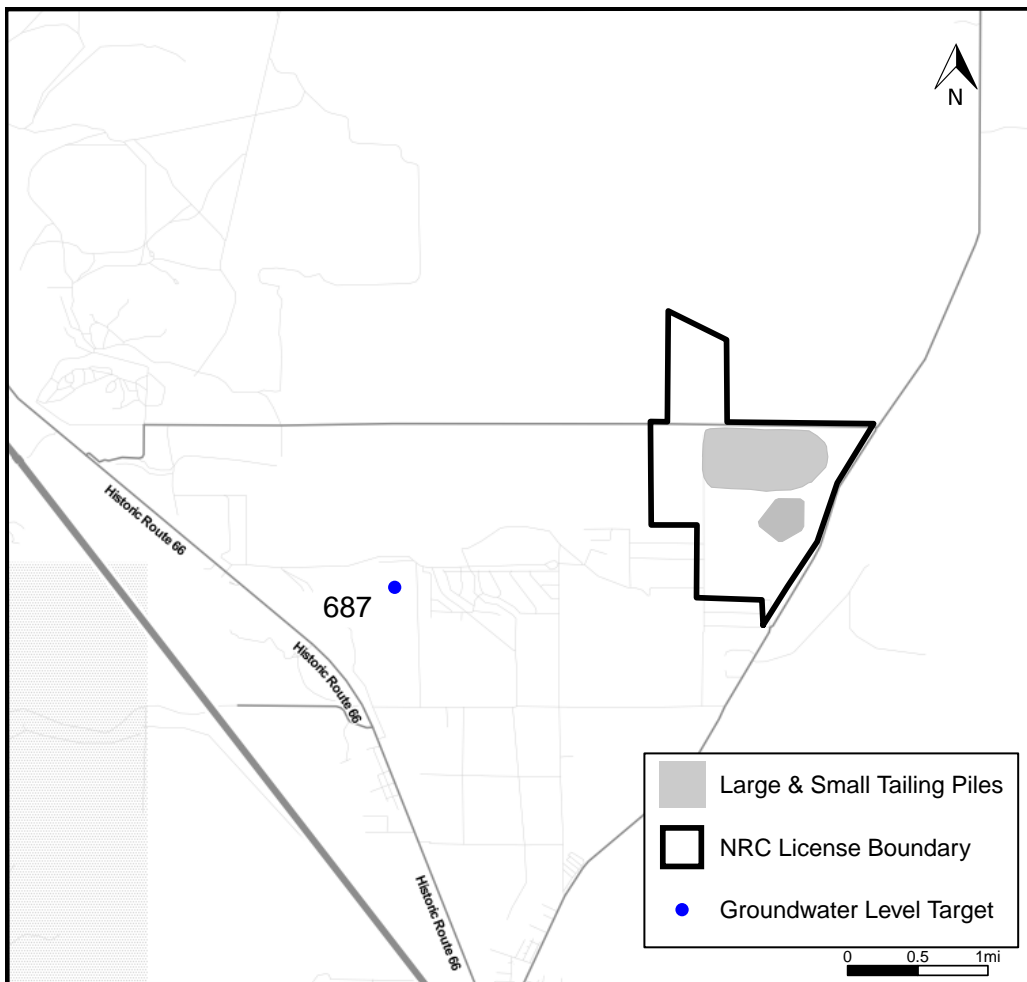 N
Historic Route 66
687
Historic Route 66
Historic Route 66
Large & Small Tailing Piles
NRC License Boundary
Groundwater Level Target
0 0.5 1mi